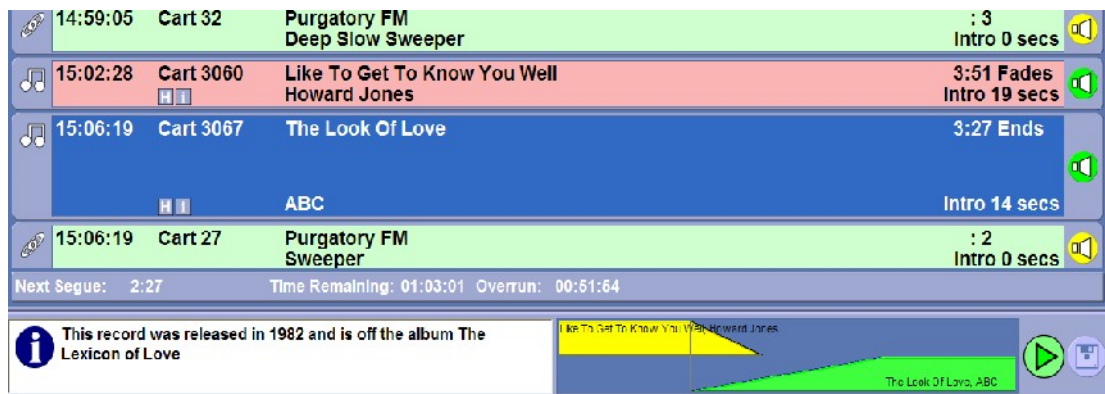 14:59:05 Cart 32 Purgatory FM : 3
Deep Slow Sweeper Intro 0 secs
15:02:28 Cart 3060 Like To Get To Know You Well 3:51 Fades
H i Howard Jones Intro 19 secs
15:06:19 Cart 3067 The Look Of Love 3:27 Ends
H i ABC Intro 14 secs
15:06:19 Cart 27 Purgatory FM : 2
Sweeper Intro 0 secs
Next Segue: 2:27 Time Remaining: 01:03:01 Overrun: 00:51:54
This record was released in 1982 and is off the album The
Lexicon of Love
Like To Get To Know You Well, Howard Jones
The Look Of Love, ABC